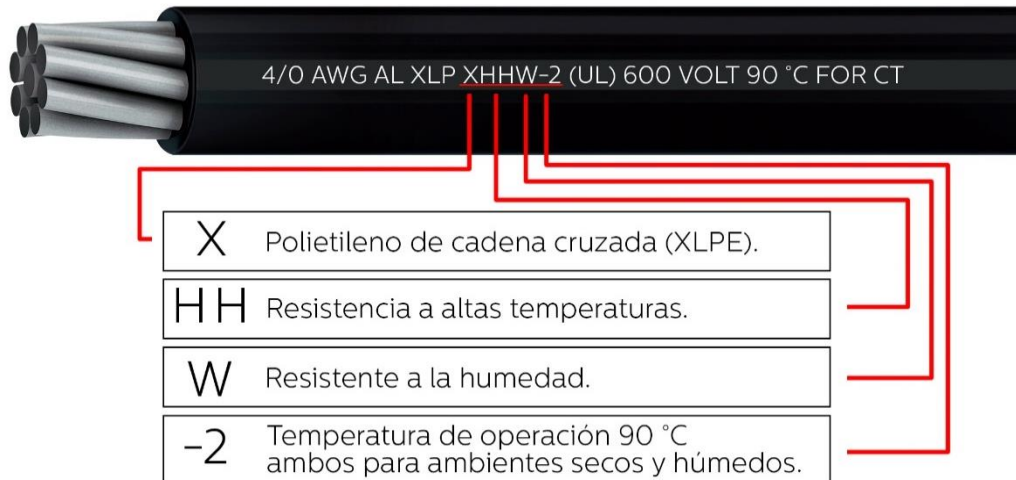 4/0 AWG AL XLP XHHW-2 (UL) 600 VOLT 90 °C FOR CT
X Polietileno de cadena cruzada (XLPE).
HH Resistencia a altas temperaturas.
W Resistente a la humedad.
-2 Temperatura de operación 90 °C
ambos para ambientes secos y húmedos.